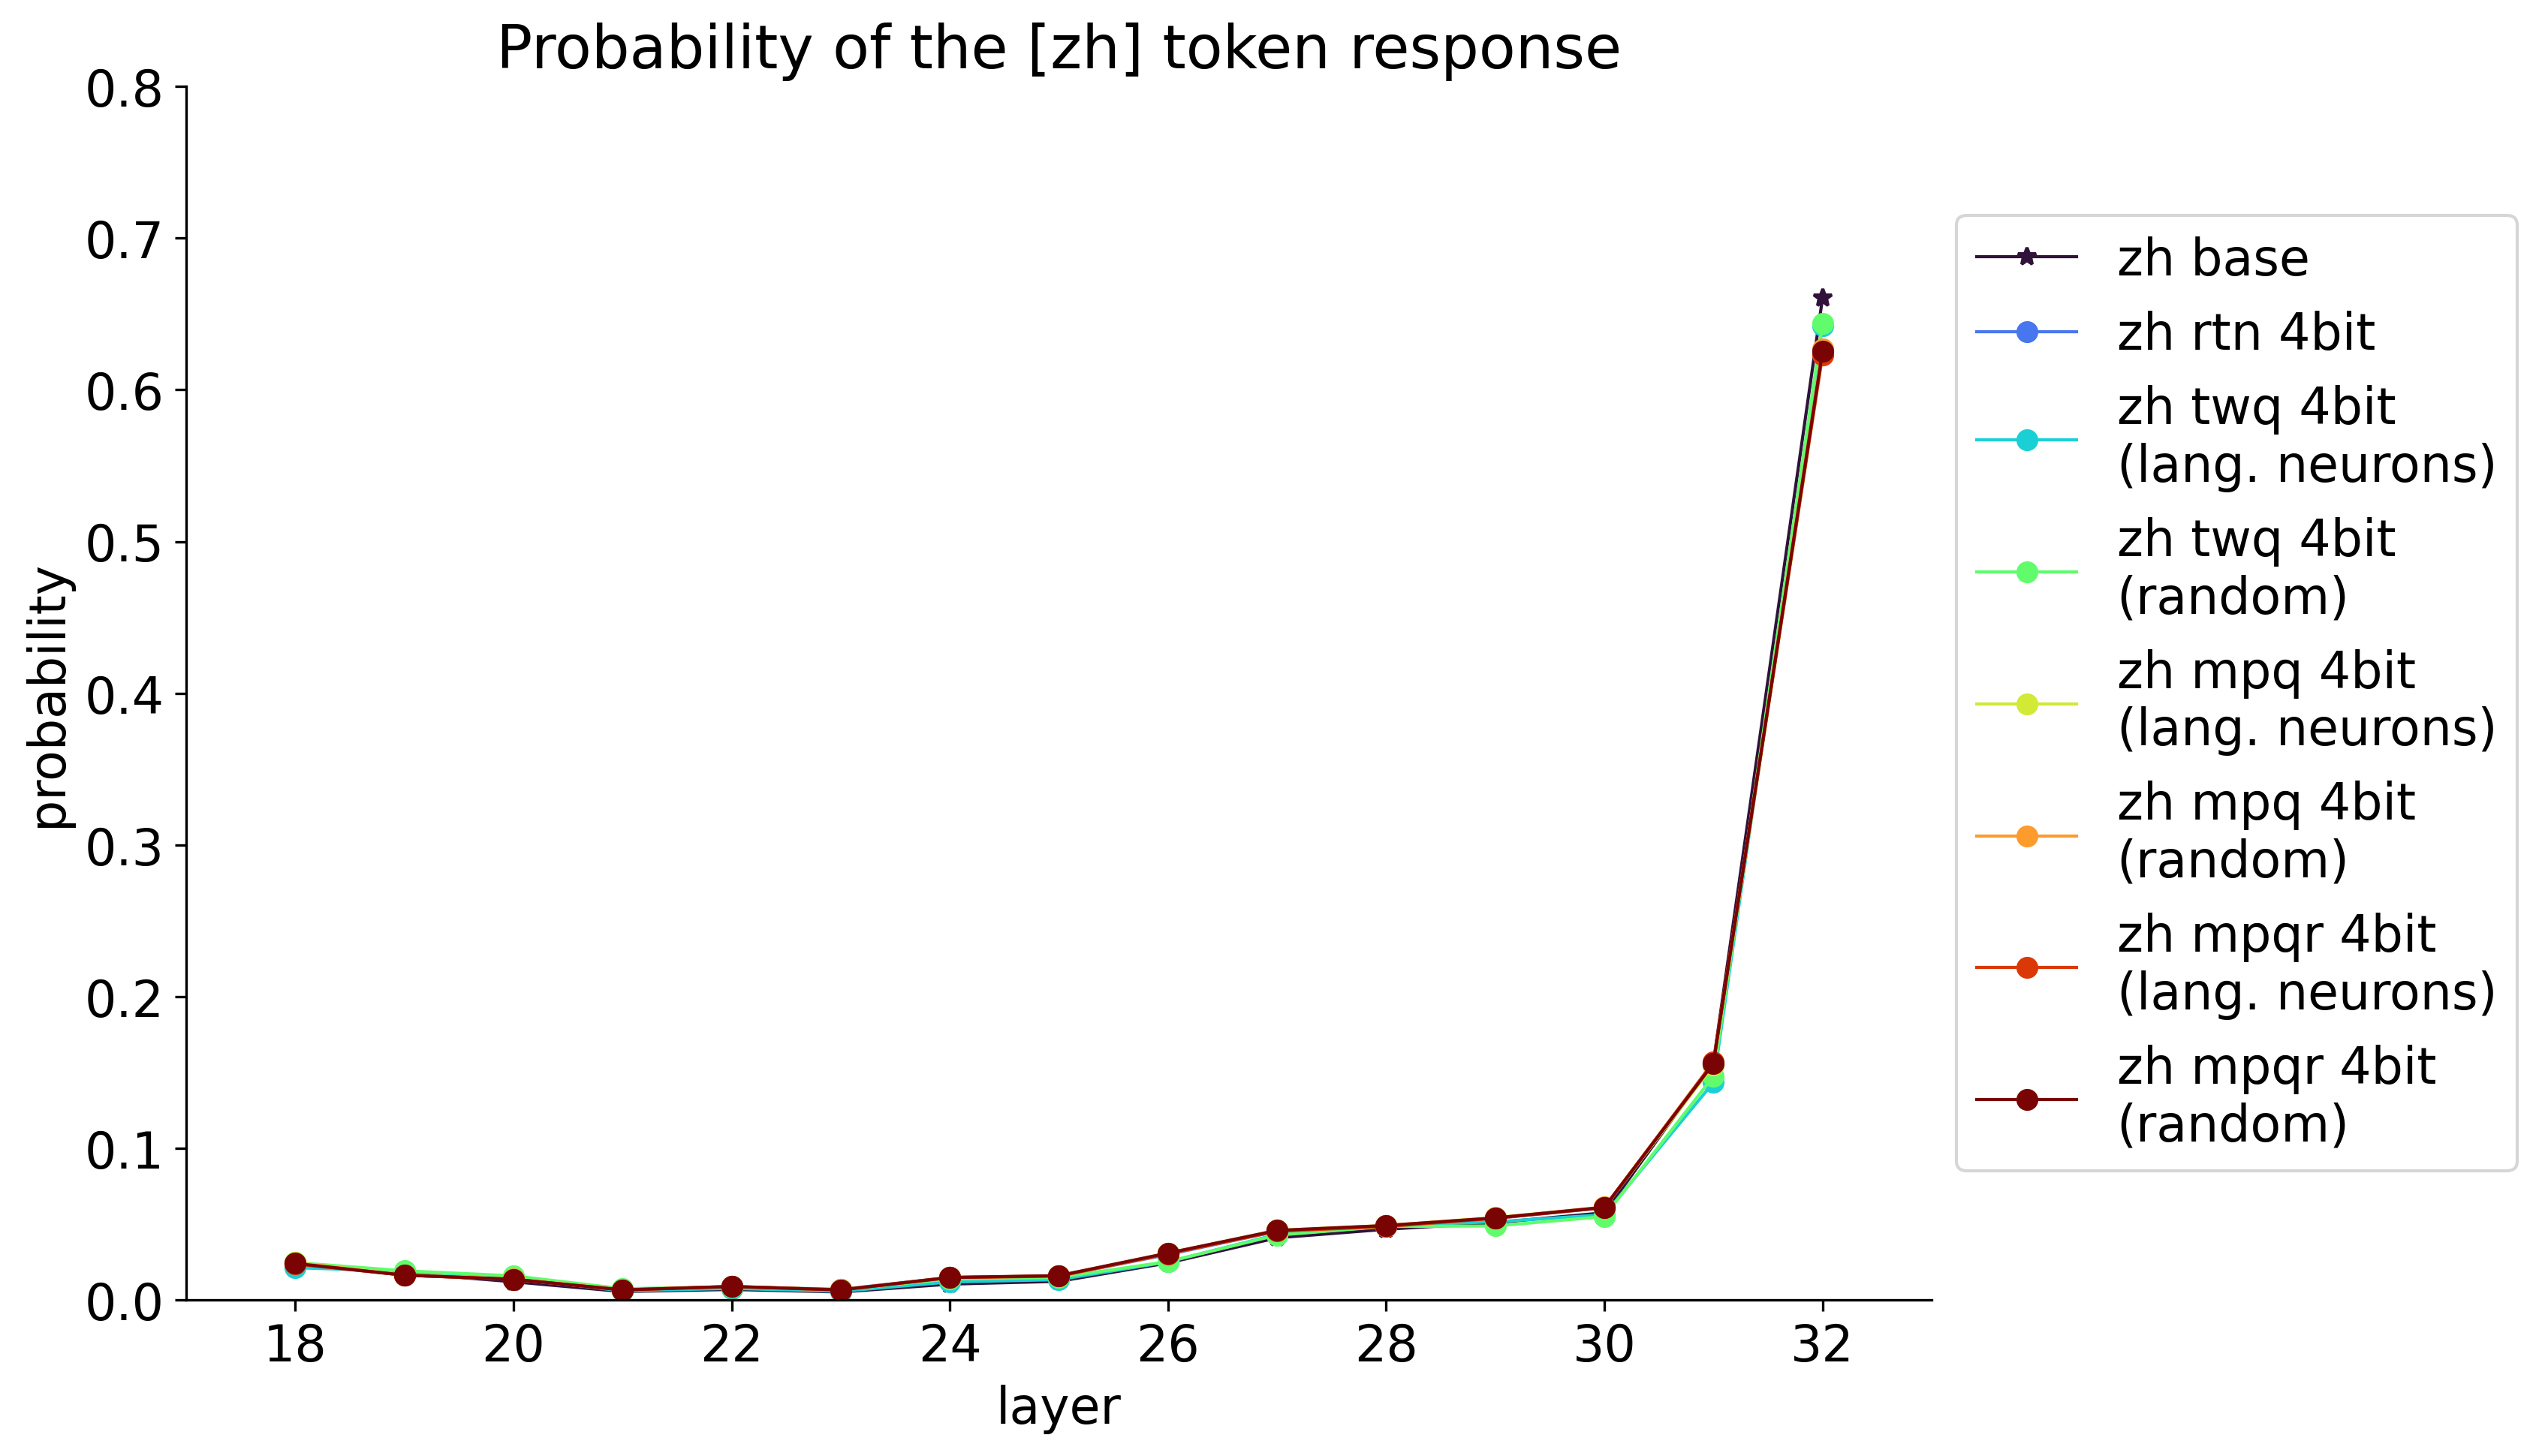 Probability of the [zh] token response
0.8
0.7
0.6
0.5
0.4
0.3
0.2
0.1
0.0
probability
18 20 22 24 26 28 30 32
layer
zh base
zh rtn 4bit
zh twq 4bit
(lang. neurons)
zh twq 4bit
(random)
zh mpq 4bit
(lang. neurons)
zh mpq 4bit
(random)
zh mpqr 4bit
(lang. neurons)
zh mpqr 4bit
(random)